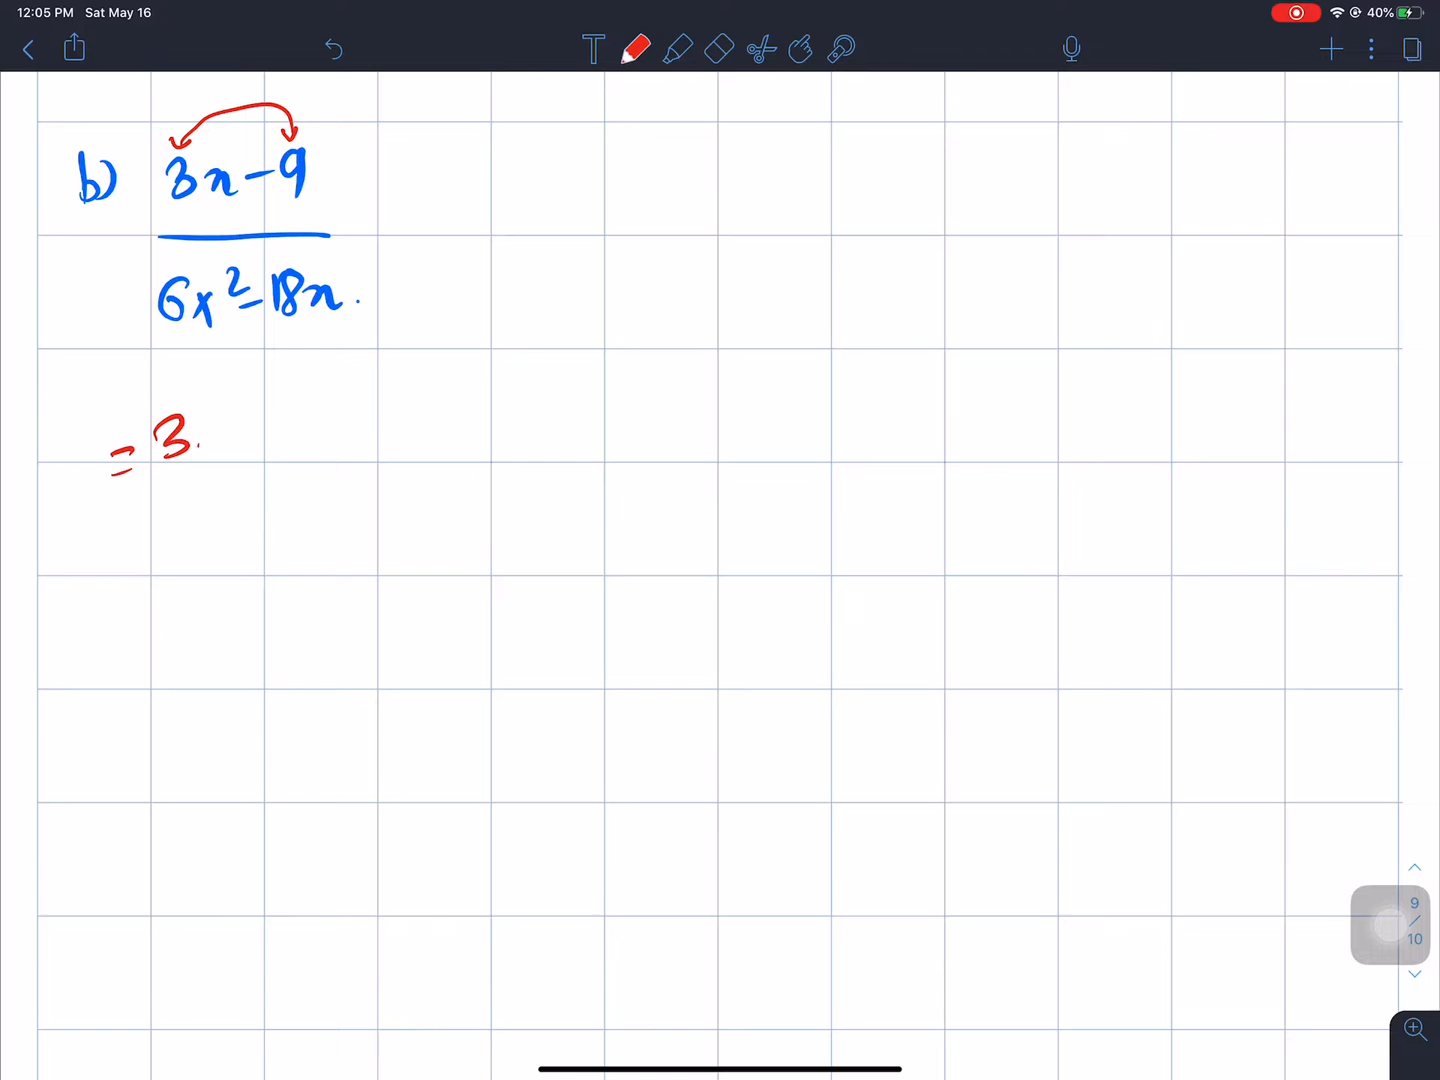 12:05 PM Sat May 16
40%
b) 3x-9
6x²-18x.
= 3.
9
10